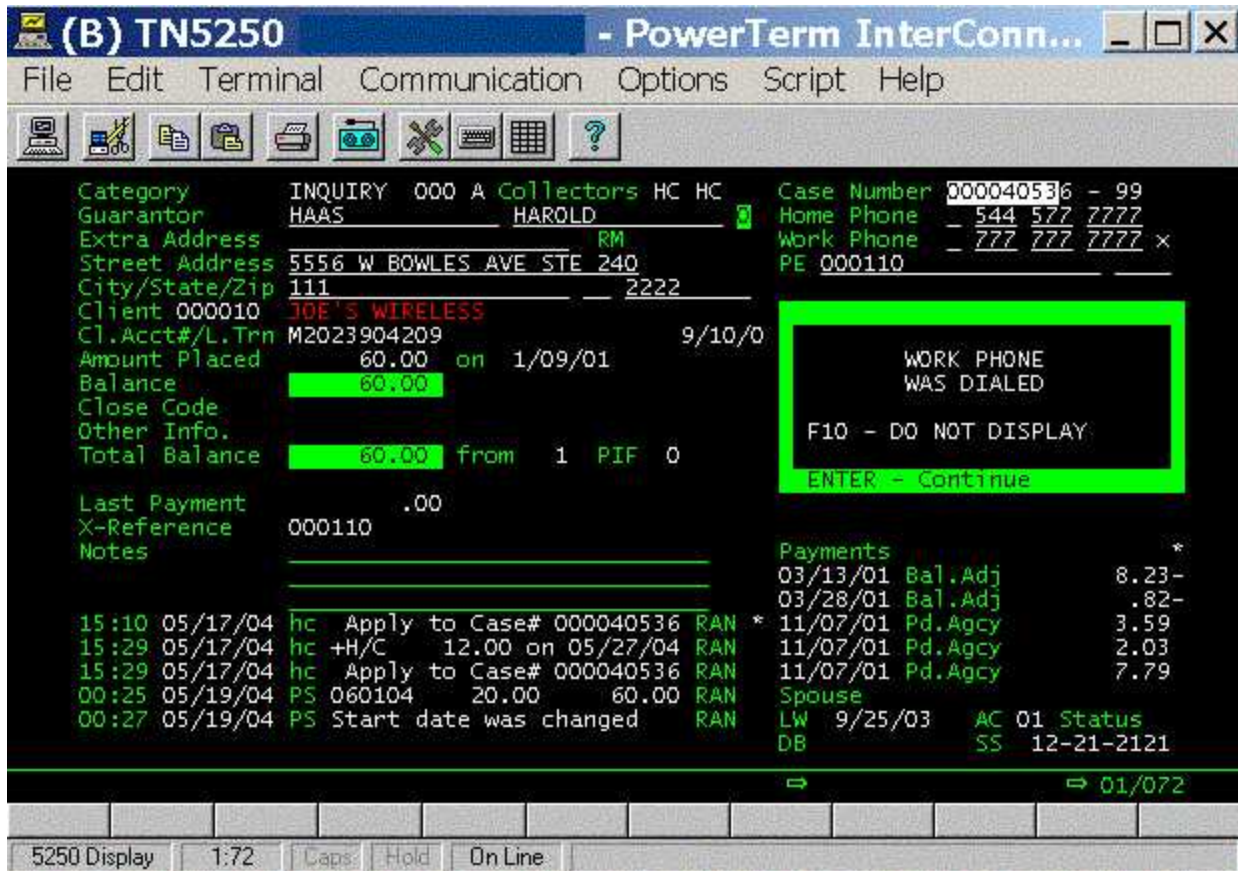 (B) TN5250 - PowerTerm InterConn...
File Edit Terminal Communication Options Script Help
Category INQUIRY 000 A Collectors HC HC Case Number 000040536 - 99
Guarantor HAAS HAROLD O Home Phone _ 544 577 7777
Extra Address RM Work Phone _ 777 777 7777 x
Street Address 5556 W BOWLES AVE STE 240 PE 000110
City/State/Zip 111 2222
Client 000010 JOE'S WIRELESS
Cl.Acct#/L.Trn M2023904209 9/10/0
Amount Placed 60.00 on 1/09/01 WORK PHONE
Balance 60.00 WAS DIALED
Close Code
Other Info. F10 - DO NOT DISPLAY
Total Balance 60.00 from 1 PIF 0
ENTER - Continue
Last Payment .00
X-Reference 000110
Notes Payments *
03/13/01 Bal.Adj 8.23-
03/28/01 Bal.Adj .82-
15:10 05/17/04 hc Apply to Case# 000040536 RAN * 11/07/01 Pd.Agcy 3.59
15:29 05/17/04 hc +H/C 12.00 on 05/27/04 RAN 11/07/01 Pd.Agcy 2.03
15:29 05/17/04 hc Apply to Case# 000040536 RAN 11/07/01 Pd.Agcy 7.79
00:25 05/19/04 PS 060104 20.00 60.00 RAN Spouse
00:27 05/19/04 PS Start date was changed RAN LW 9/25/03 AC 01 Status
DB SS 12-21-2121
⇨ ⇨ 01/072
5250 Display 1:72 Caps Hold On Line